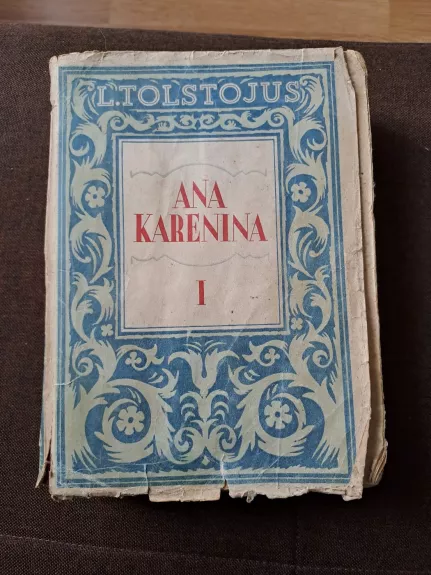 L. TOLSTOJUS
ANA
KARENINA
I